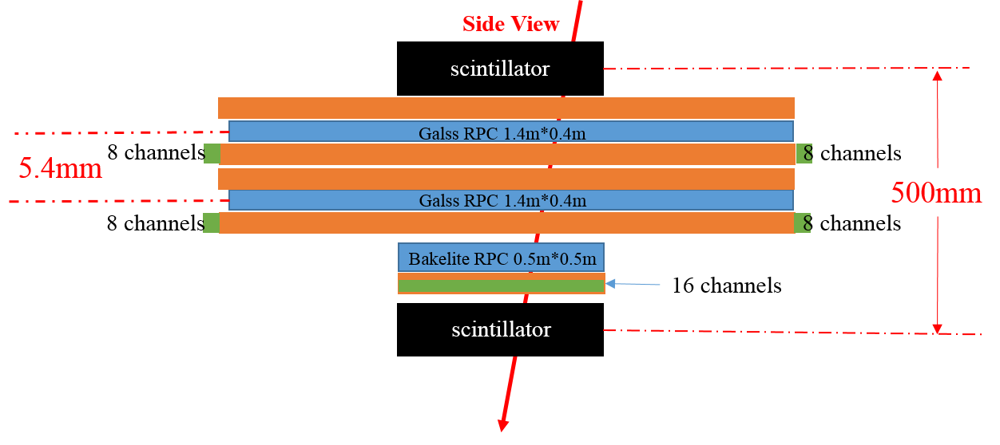 Side View
scintillator
Galss RPC 1.4m*0.4m
8 channels
8 channels
5.4mm
500mm
Galss RPC 1.4m*0.4m
8 channels
8 channels
Bakelite RPC 0.5m*0.5m
16 channels
scintillator